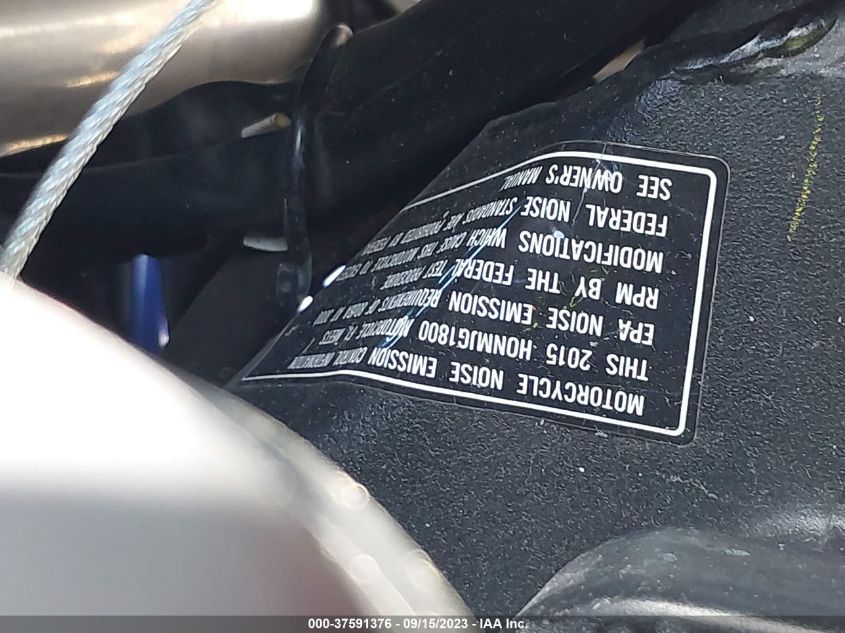 MOTORCYCLE NOISE EMISSION CONTROL INFORMATION
THIS 2015 HONMJG1800 MOTORCYCLE, MEETS
EPA NOISE EMISSION REQUIREMENTS OF
RPM BY THE FEDERAL TEST PROCEDURE.
MODIFICATIONS WHICH CAUSE THIS MOTORCYCLE TO EXCEED
FEDERAL NOISE STANDARDS ARE PROHIBITED BY
SEE OWNER'S MANUAL.
000-37591376 - 09/15/2023 - IAA Inc.